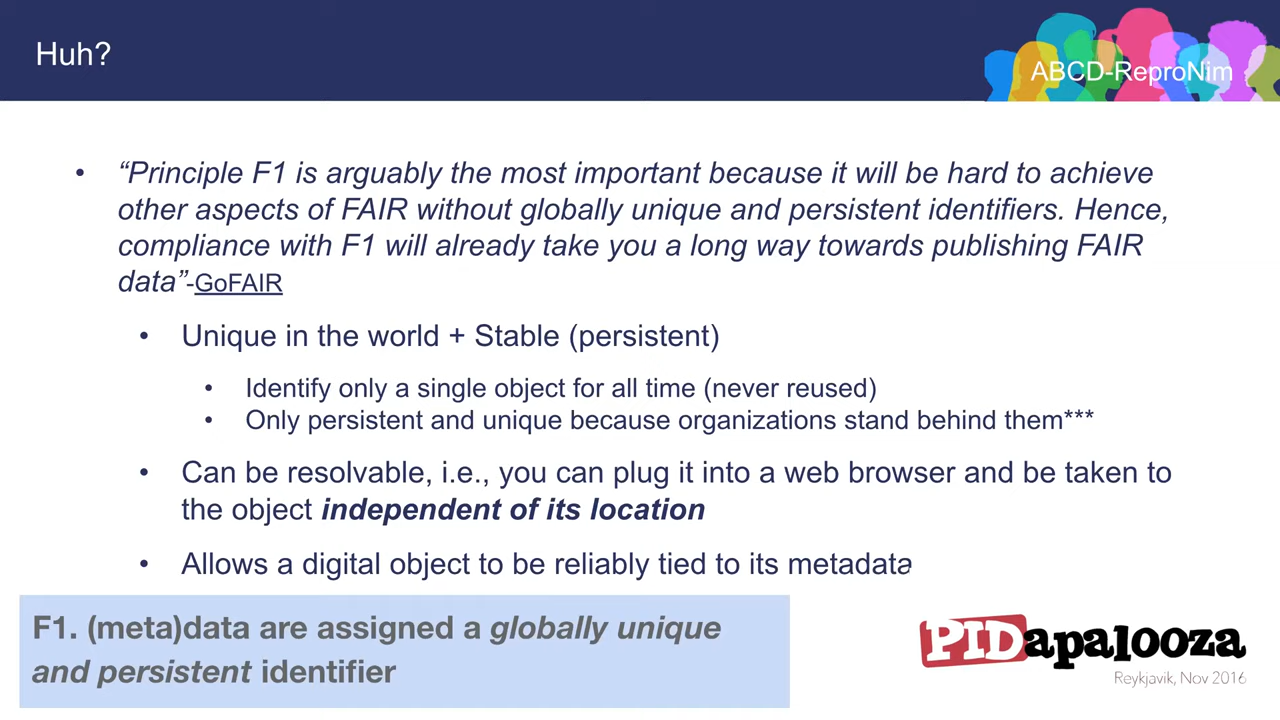 Huh?
ABCD-ReproNim
• “Principle F1 is arguably the most important because it will be hard to achieve
other aspects of FAIR without globally unique and persistent identifiers. Hence,
compliance with F1 will already take you a long way towards publishing FAIR
data”-GoFAIR
• Unique in the world + Stable (persistent)
• Identify only a single object for all time (never reused)
• Only persistent and unique because organizations stand behind them***
• Can be resolvable, i.e., you can plug it into a web browser and be taken to
the object independent of its location
• Allows a digital object to be reliably tied to its metadata
F1. (meta)data are assigned a globally unique
and persistent identifier
PIDapalooza
Reykjavik, Nov 2016